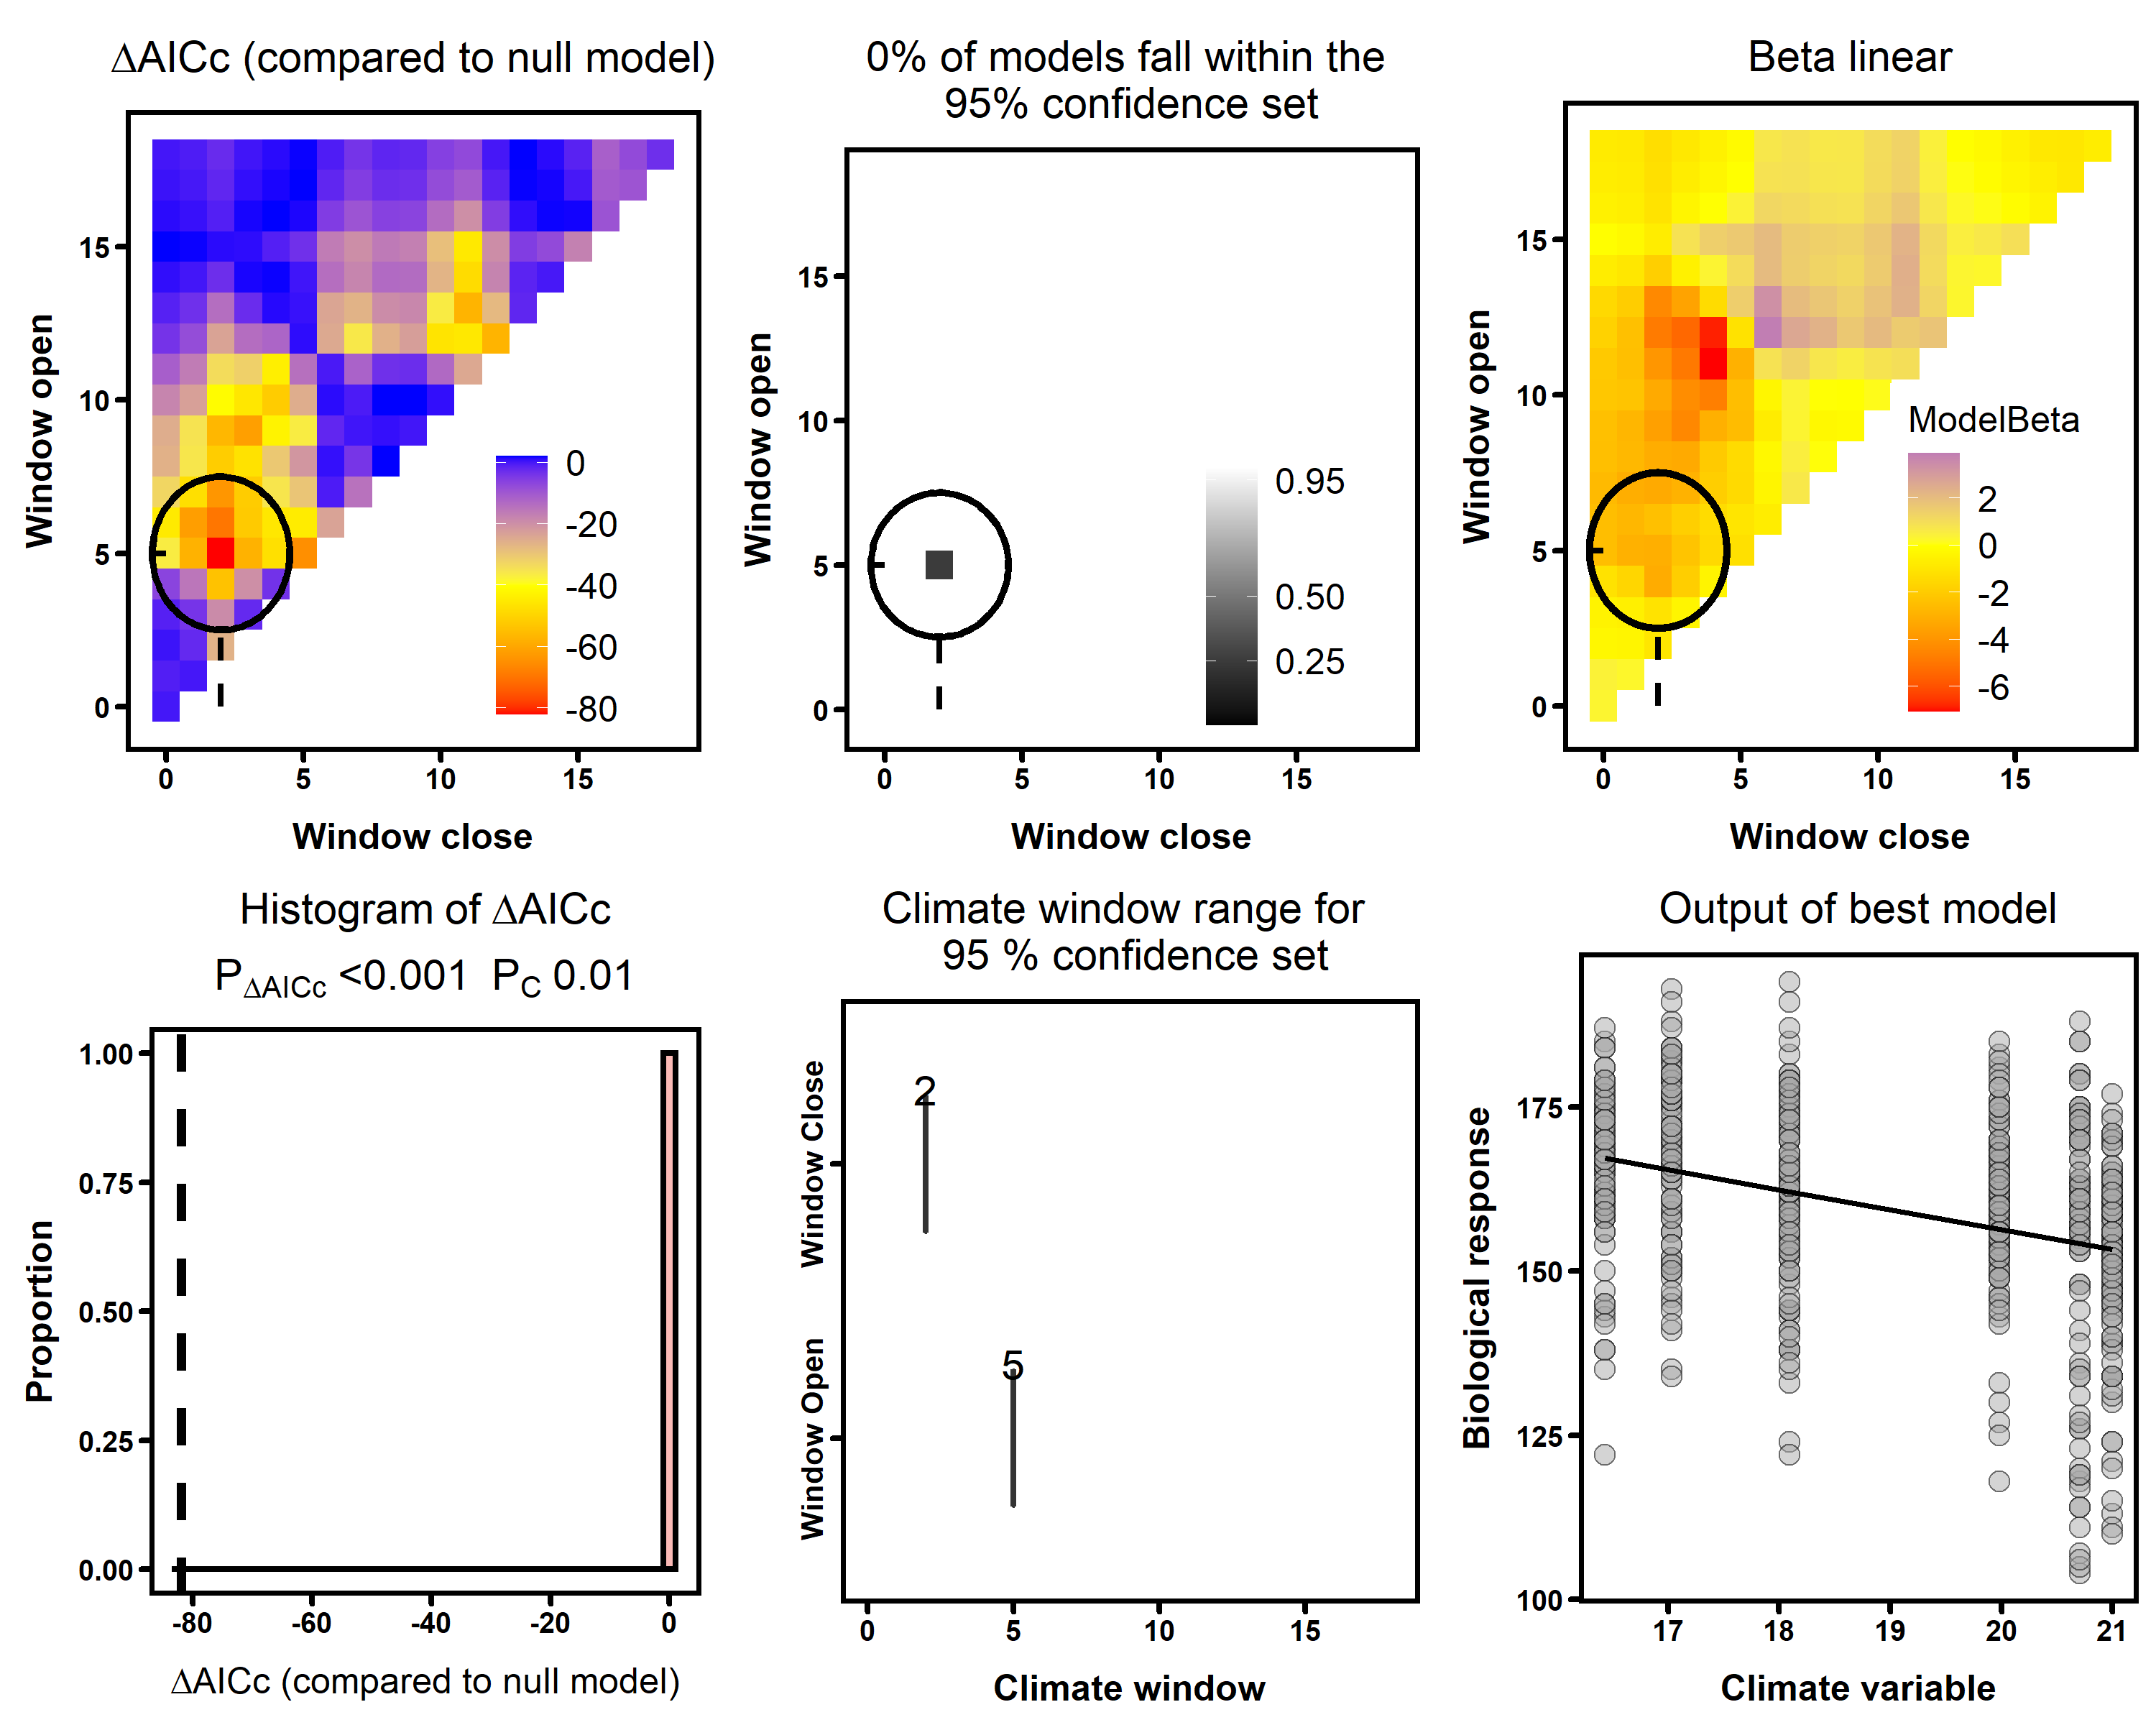 ΔAICc (compared to null model)
Window open
15
10
5
0
0
-20
-40
-60
-80
0 5 10 15
Window close
0% of models fall within the
95% confidence set
Window open
15
10
5
0
0.95
0.50
0.25
0 5 10 15
Window close
Beta linear
Window open
15
10
5
0
ModelBeta
2
0
-2
-4
-6
0 5 10 15
Window close
Histogram of ΔAICc
PΔAICc <0.001 PC 0.01
Proportion
1.00
0.75
0.50
0.25
0.00
-80 -60 -40 -20 0
ΔAICc (compared to null model)
Climate window range for
95 % confidence set
Window Close
Window Open
2
5
0 5 10 15
Climate window
Output of best model
Biological response
175
150
125
100
17 18 19 20 21
Climate variable